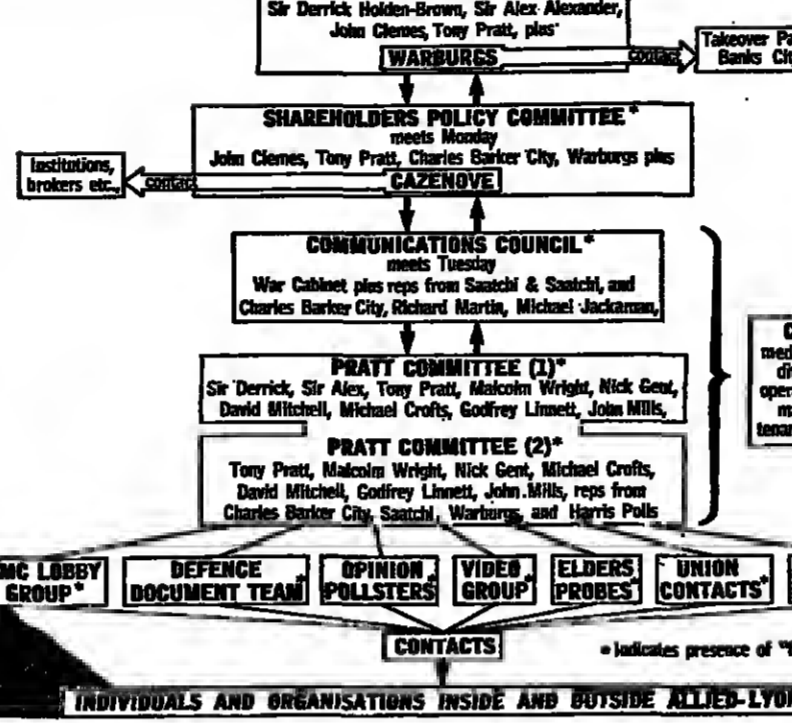 Sir Derrick Holden-Brown, Sir Alex Alexander,
John Clemes, Tony Pratt, plus
WARBURGS
contact
Takeover Pa
Banks Cit
SHAREHOLDERS POLICY COMMITTEE*
meets Monday
John Clemes, Tony Pratt, Charles Barker City, Warburgs plus
CAZENOVE
contact
Institutions,
brokers etc.,
COMMUNICATIONS COUNCIL*
meets Tuesday
War Cabinet plus reps from Saatchi & Saatchi, and
Charles Barker City, Richard Martin, Michael Jackaman,
PRATT COMMITTEE (1)*
Sir Derrick, Sir Alex, Tony Pratt, Malcolm Wright, Nick Gent,
David Mitchell, Michael Crofts, Godfrey Linnett, John Mills,
PRATT COMMITTEE (2)*
Tony Pratt, Malcolm Wright, Nick Gent, Michael Crofts,
David Mitchell, Godfrey Linnett, John Mills, reps from
Charles Barker City, Saatchi, Warburgs, and Harris Polls
C
med
di
oper
m
tenan
MC LOBBY
GROUP*
DEFENCE
DOCUMENT TEAM*
OPINION
POLLSTERS*
VIDEO
GROUP*
ELDERS
PROBES*
UNION
CONTACTS*
CONTACTS
* Indicates presence of "
INDIVIDUALS AND ORGANISATIONS INSIDE AND OUTSIDE ALLIED-LYO